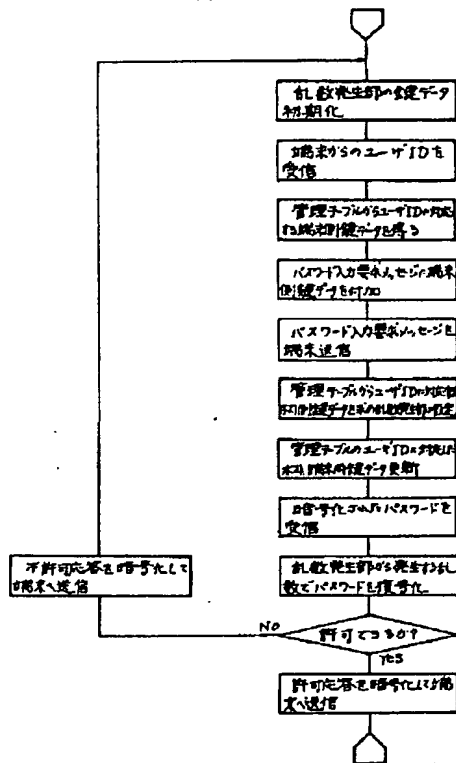 乱数発生部の鍵データ
初期化
端末からのユーザIDを
受信
管理テーブルからユーザIDに対応
する端末側鍵データを得る
パスワード入力要求メッセージに端末
側鍵データを付加
パスワード入力要求メッセージを
端末送信
管理テーブルからユーザIDに対応
管理テーブルのユーザIDに対応した
ホスト端末用鍵データ更新
暗号化されたパスワードを
受信
乱数発生部から発生する乱
数でパスワードを復号化
不許可応答を暗号化して
端末へ送信
NO
許可できるか?
YES
許可応答を暗号化して端
末へ送信